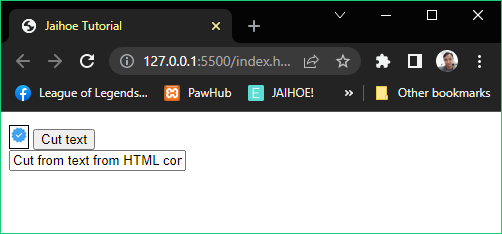 Jaihoe Tutorial
127.0.0.1:5500/index.h...
League of Legends...
PawHub
JAIHOE!
Other bookmarks
Cut text
Cut from text from HTML cor